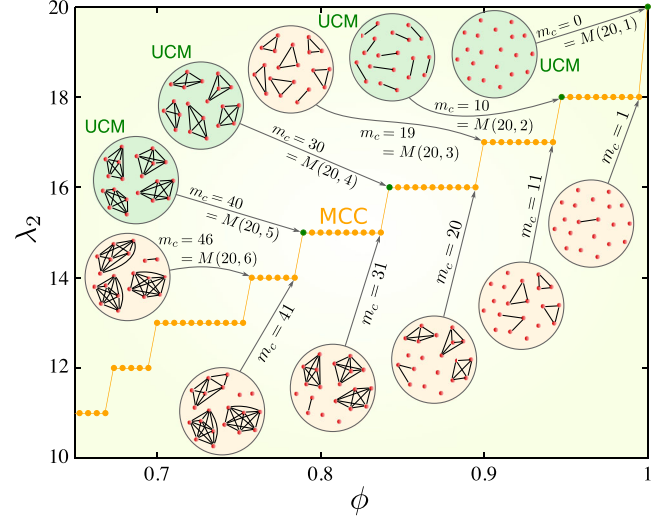 20
18
16
14
12
10
λ₂
0.7
0.8
0.9
1
ϕ
UCM
UCM
UCM
UCM
MCC
m_c = 0
= M(20, 1)
m_c = 10
= M(20, 2)
m_c = 19
= M(20, 3)
m_c = 30
= M(20, 4)
m_c = 40
= M(20, 5)
m_c = 46
= M(20, 6)
m_c = 41
m_c = 31
m_c = 20
m_c = 11
m_c = 1